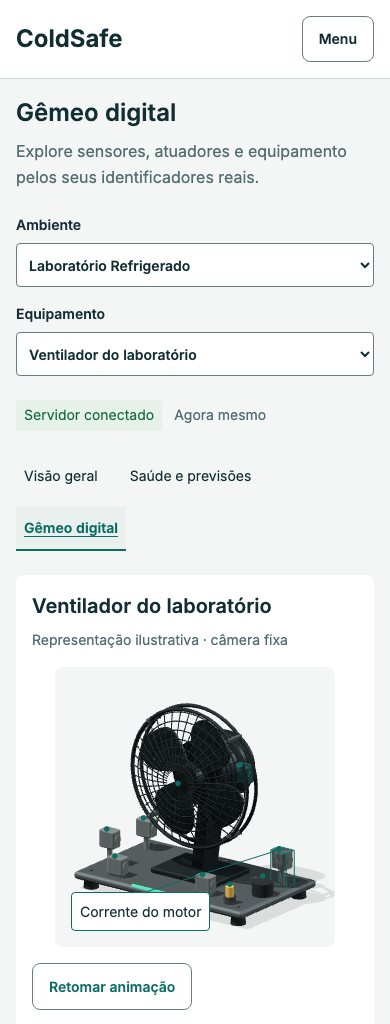 ColdSafe
Menu
Gêmeo digital
Explore sensores, atuadores e equipamento
pelos seus identificadores reais.
Ambiente
Laboratório Refrigerado
Equipamento
Ventilador do laboratório
Servidor conectado
Agora mesmo
Visão geral
Saúde e previsões
Gêmeo digital
Ventilador do laboratório
Representação ilustrativa · câmera fixa
Corrente do motor
Retomar animação